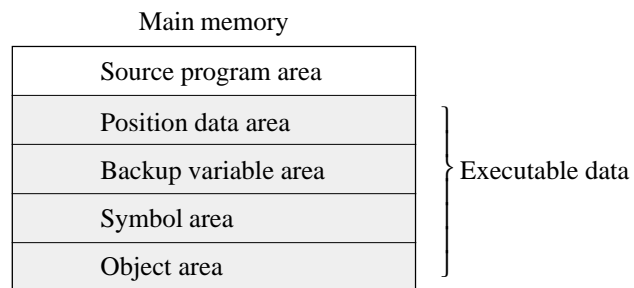 Main memory
Source program area
Position data area
Backup variable area
Executable data
Symbol area
Object area